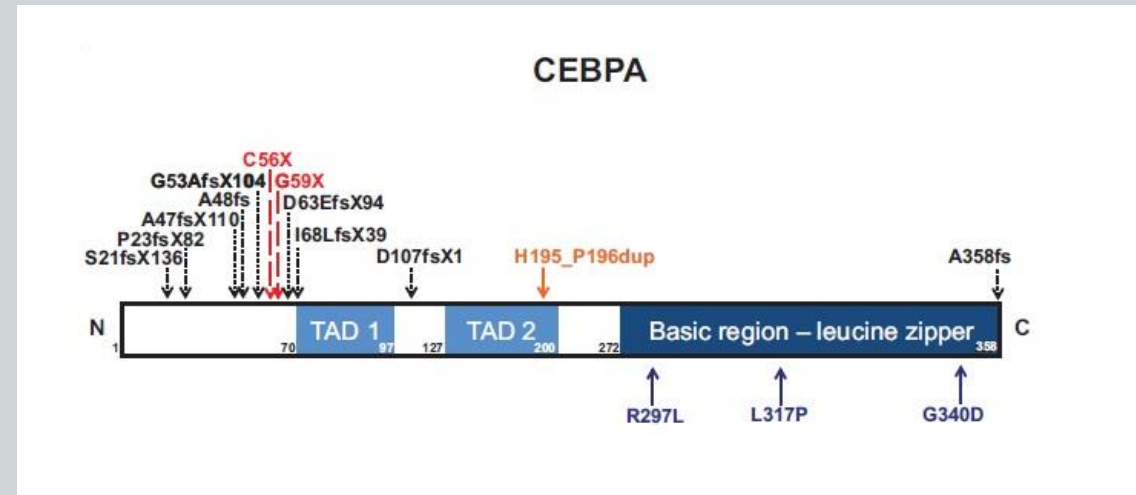 CEBPA
C56X
G53AfsX104 G59X
A48fs D63EfsX94
A47fsX110
P23fsX82 I68LfsX39
S21fsX136 D107fsX1 H195_P196dup A358fs
N TAD 1 TAD 2 Basic region – leucine zipper C
1 70 97 127 200 272 358
R297L L317P G340D